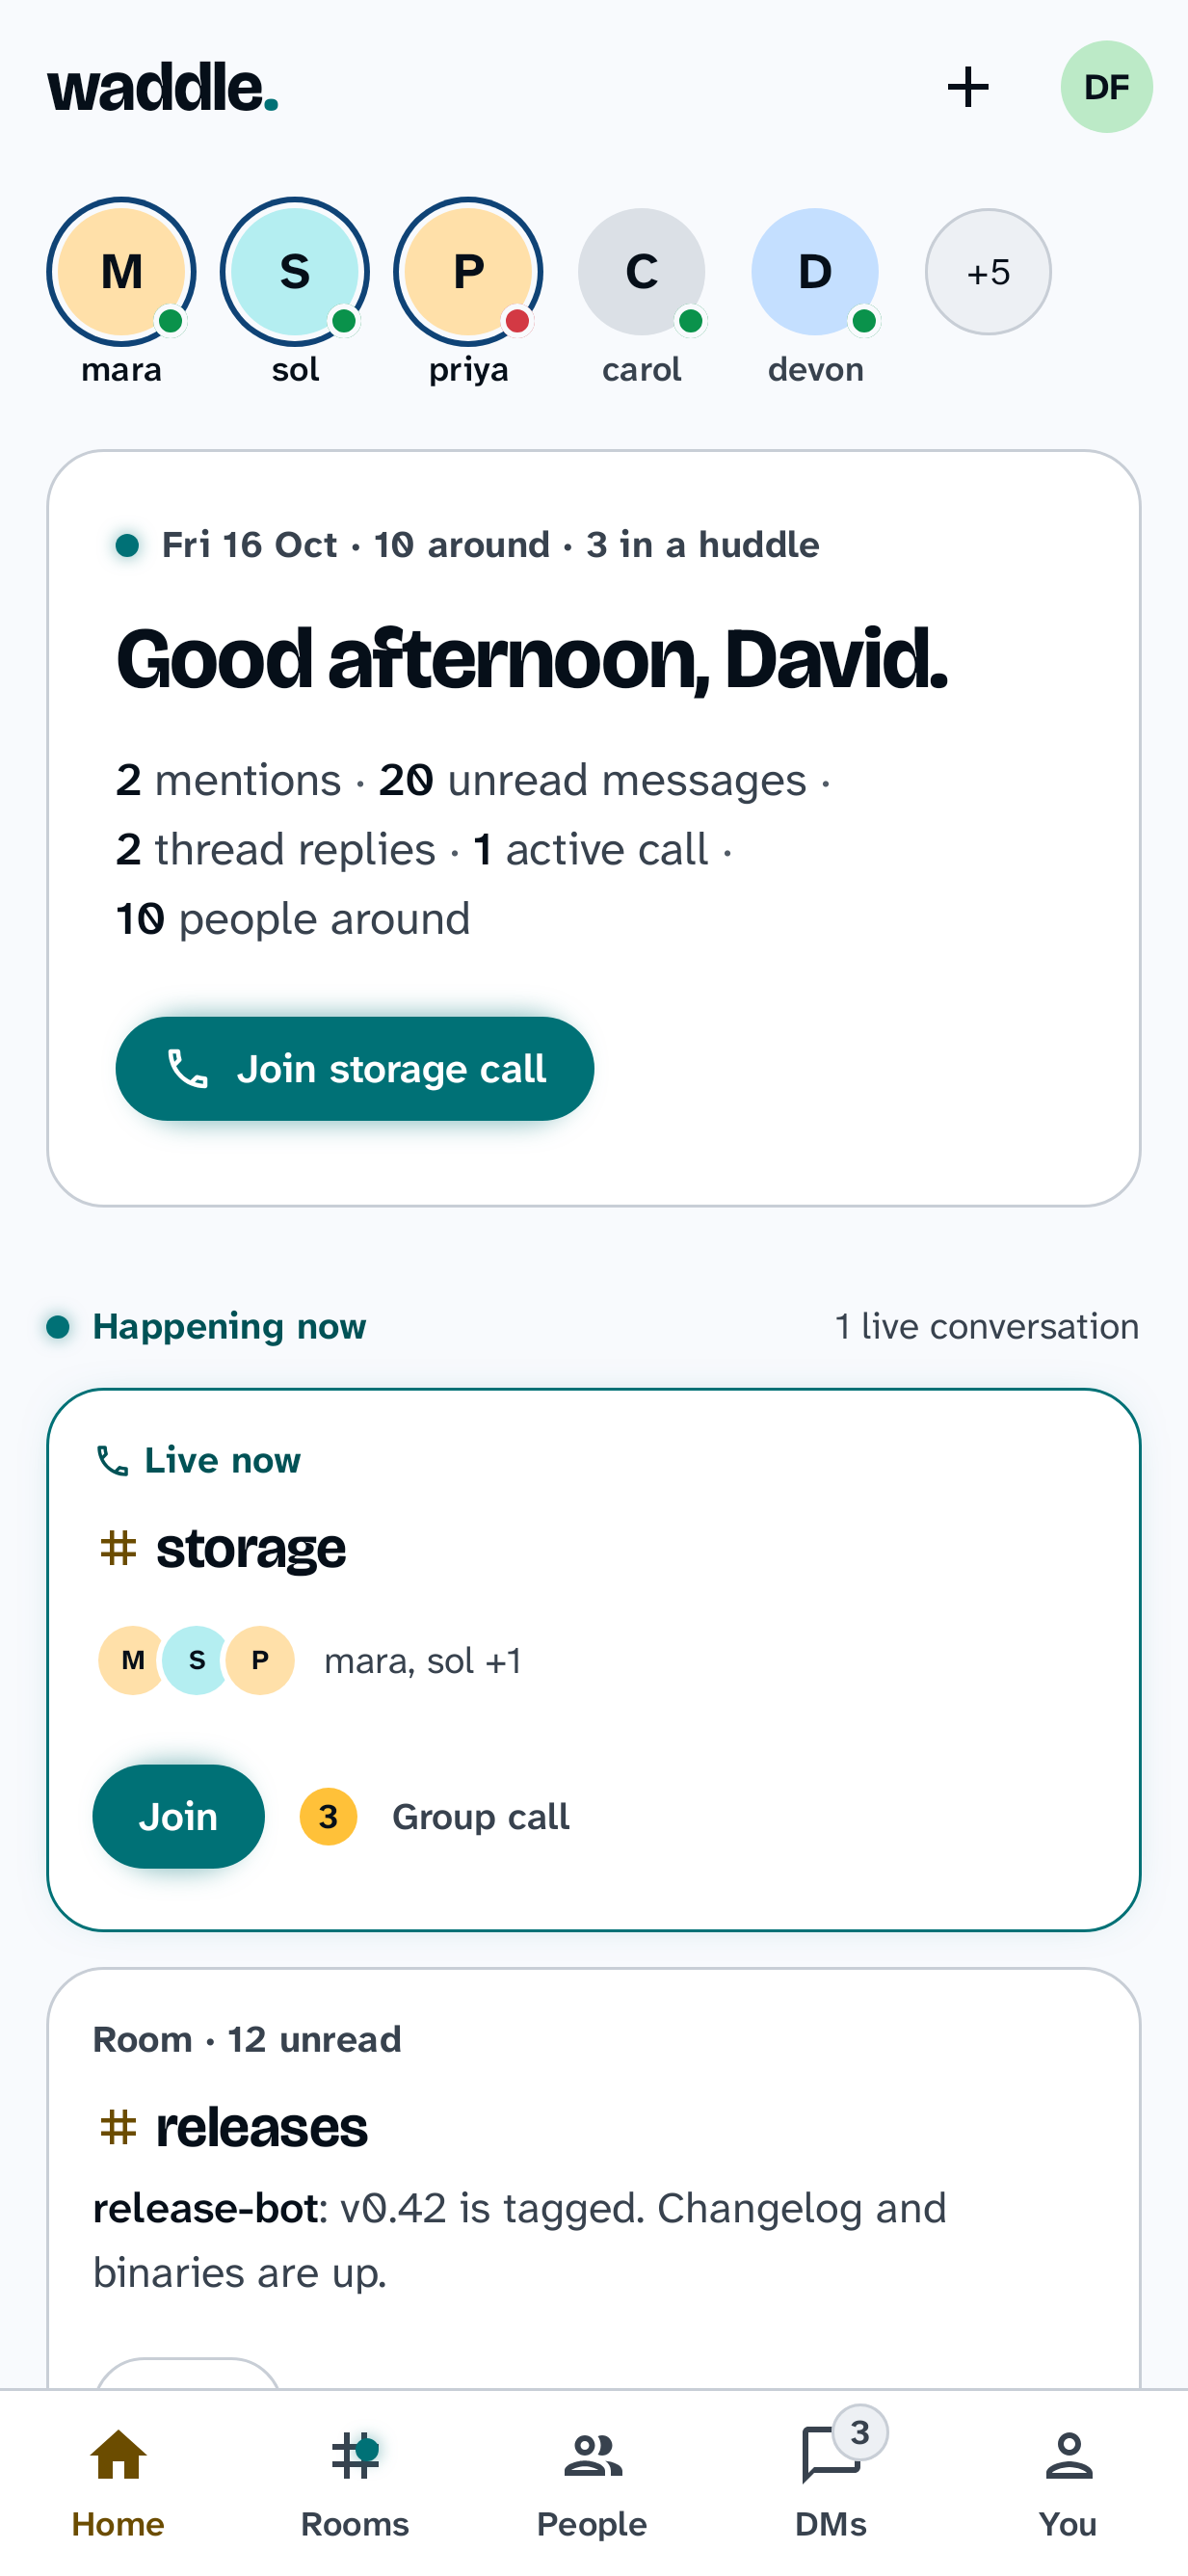 waddle.
DF
M S P C D +5
mara sol priya carol devon
Fri 16 Oct · 10 around · 3 in a huddle
Good afternoon, David.
2 mentions · 20 unread messages ·
2 thread replies · 1 active call ·
10 people around
Join storage call
Happening now 1 live conversation
Live now
# storage
M S P mara, sol +1
Join 3 Group call
Room · 12 unread
# releases
release-bot: v0.42 is tagged. Changelog and
binaries are up.
3
Home Rooms People DMs You